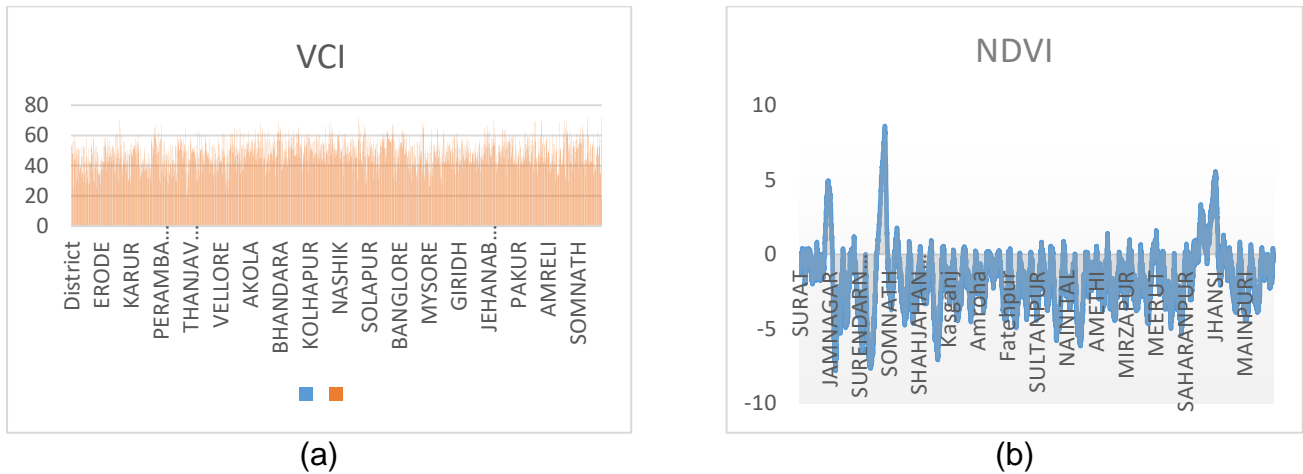 VCI
80
60
40
20
0
District
ERODE
KARUR
PERAMBA...
THANJAV...
VELLORE
AKOLA
BHANDARA
KOLHAPUR
NASHIK
SOLAPUR
BANGLORE
MYSORE
GIRIDH
JEHANAB...
PAKUR
AMRELI
SOMNATH
(a)
NDVI
10
5
0
-5
-10
SURAT
JAMNAGAR
SURENDARN...
SOMNATH
SHAHJAHAN...
Kasganj
Amroha
Fatehpur
SULTANPUR
NAINITAL
AMETHI
MIRZAPUR
MEERUT
SAHARANPUR
JHANSI
MAINPURI
(b)